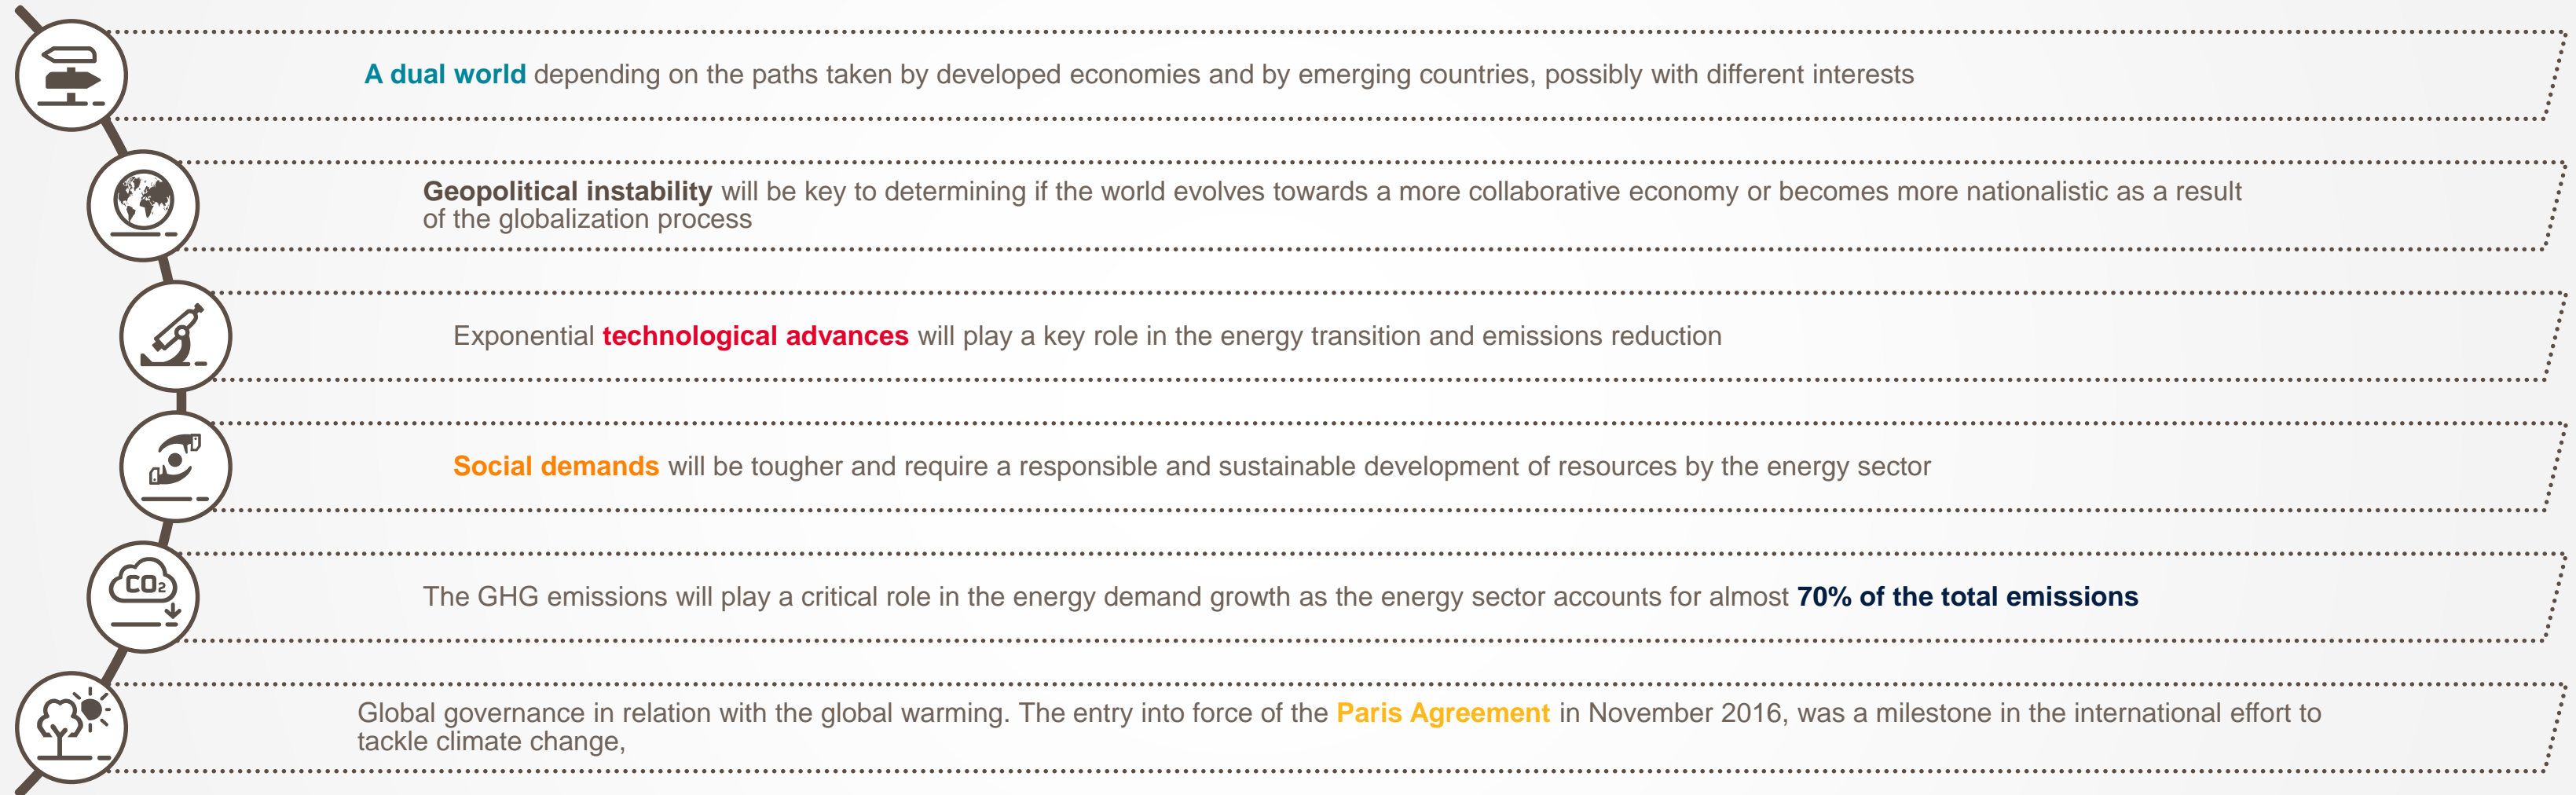 A dual world depending on the paths taken by developed economies and by emerging countries, possibly with different interests
Geopolitical instability will be key to determining if the world evolves towards a more collaborative economy or becomes more nationalistic as a result
of the globalization process
Exponential technological advances will play a key role in the energy transition and emissions reduction
Social demands will be tougher and require a responsible and sustainable development of resources by the energy sector
CO₂
The GHG emissions will play a critical role in the energy demand growth as the energy sector accounts for almost 70% of the total emissions
Global governance in relation with the global warming. The entry into force of the Paris Agreement in November 2016, was a milestone in the international effort to
tackle climate change,